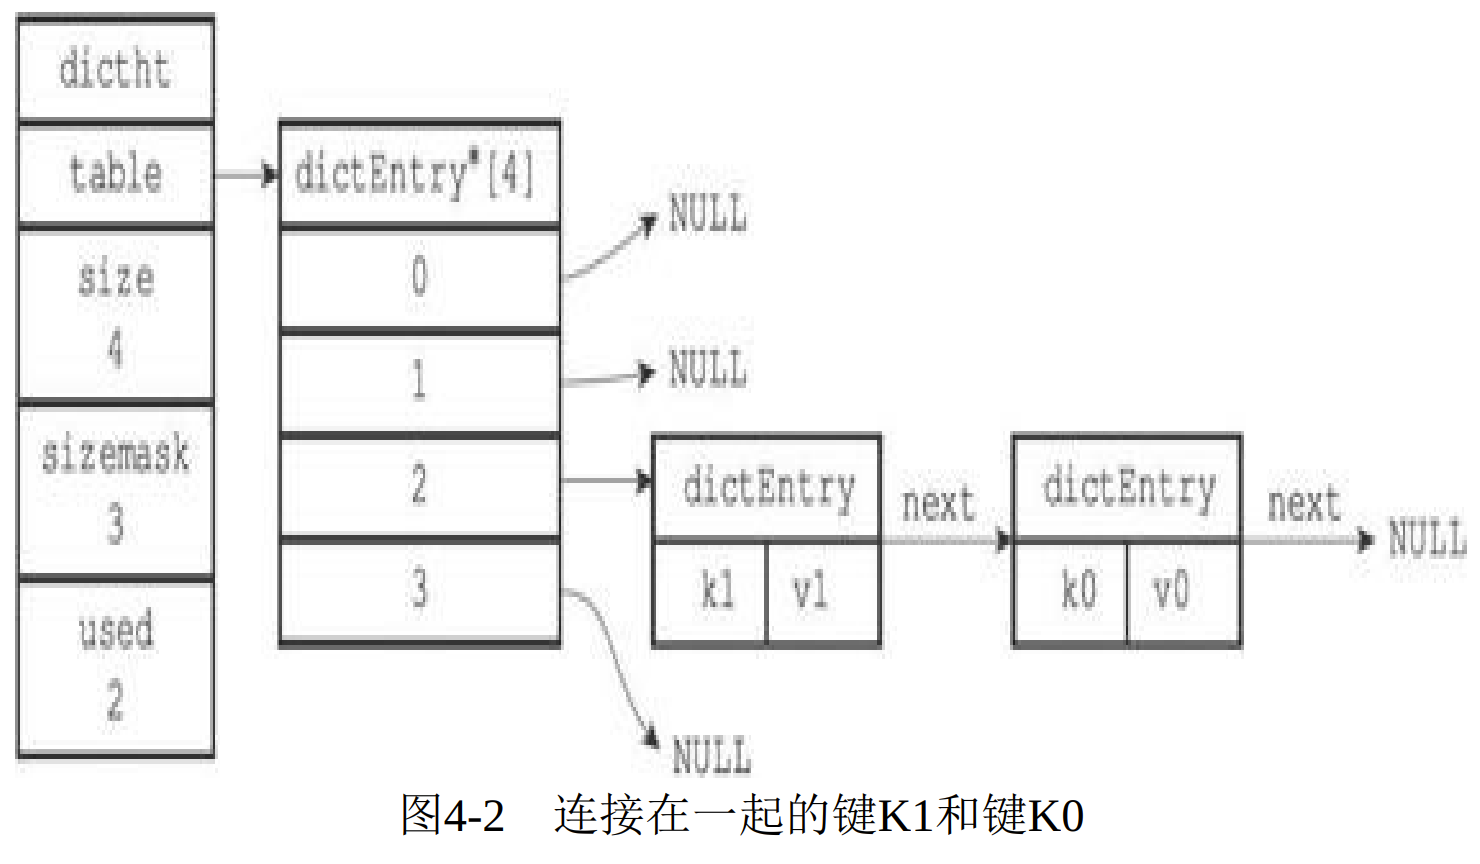 dictht
table
size
4
sizemask
3
used
2
dictEntry*[4]
0
1
2
3
NULL
NULL
dictEntry
k1 v1
next
dictEntry
k0 v0
next
NULL
NULL
图4-2 连接在一起的键K1和键K0